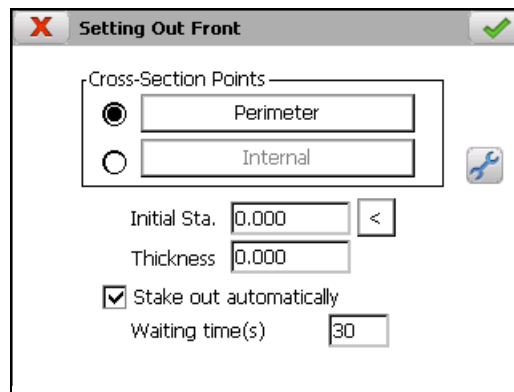 Setting Out Front
Cross-Section Points
Perimeter
Internal
Initial Sta. 0.000 <
Thickness 0.000
Stake out automatically
Waiting time(s) 30